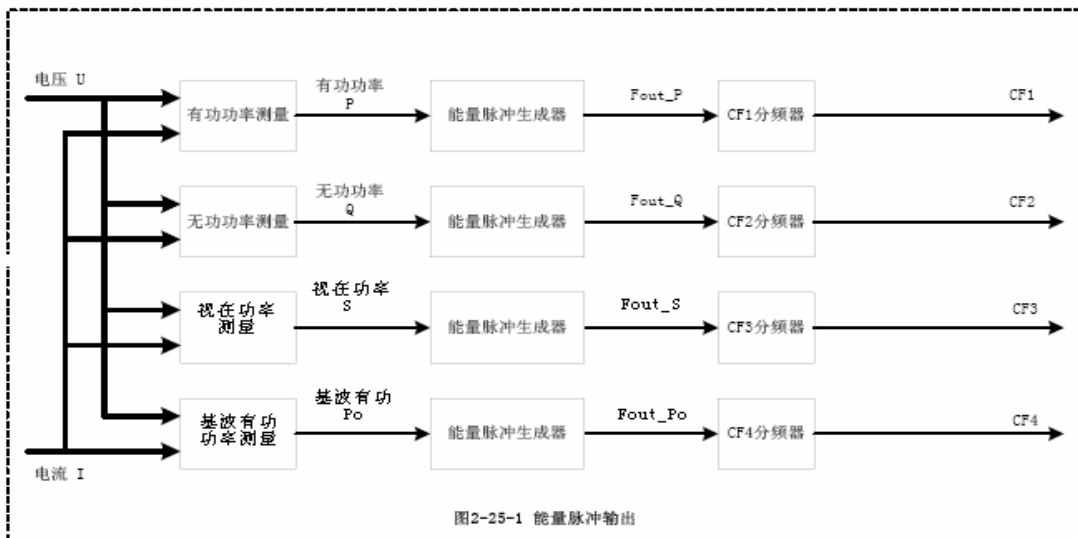 电压 U
有功功率测量
有功功率
P
能量脉冲生成器
Fout_P
CF1分频器
CF1
无功功率测量
无功功率
Q
能量脉冲生成器
Fout_Q
CF2分频器
CF2
视在功率
测量
视在功率
S
能量脉冲生成器
Fout_S
CF3分频器
CF3
基波有功
功率测量
基波有功
Po
能量脉冲生成器
Fout_Po
CF4分频器
CF4
电流 I
图2-25-1 能量脉冲输出